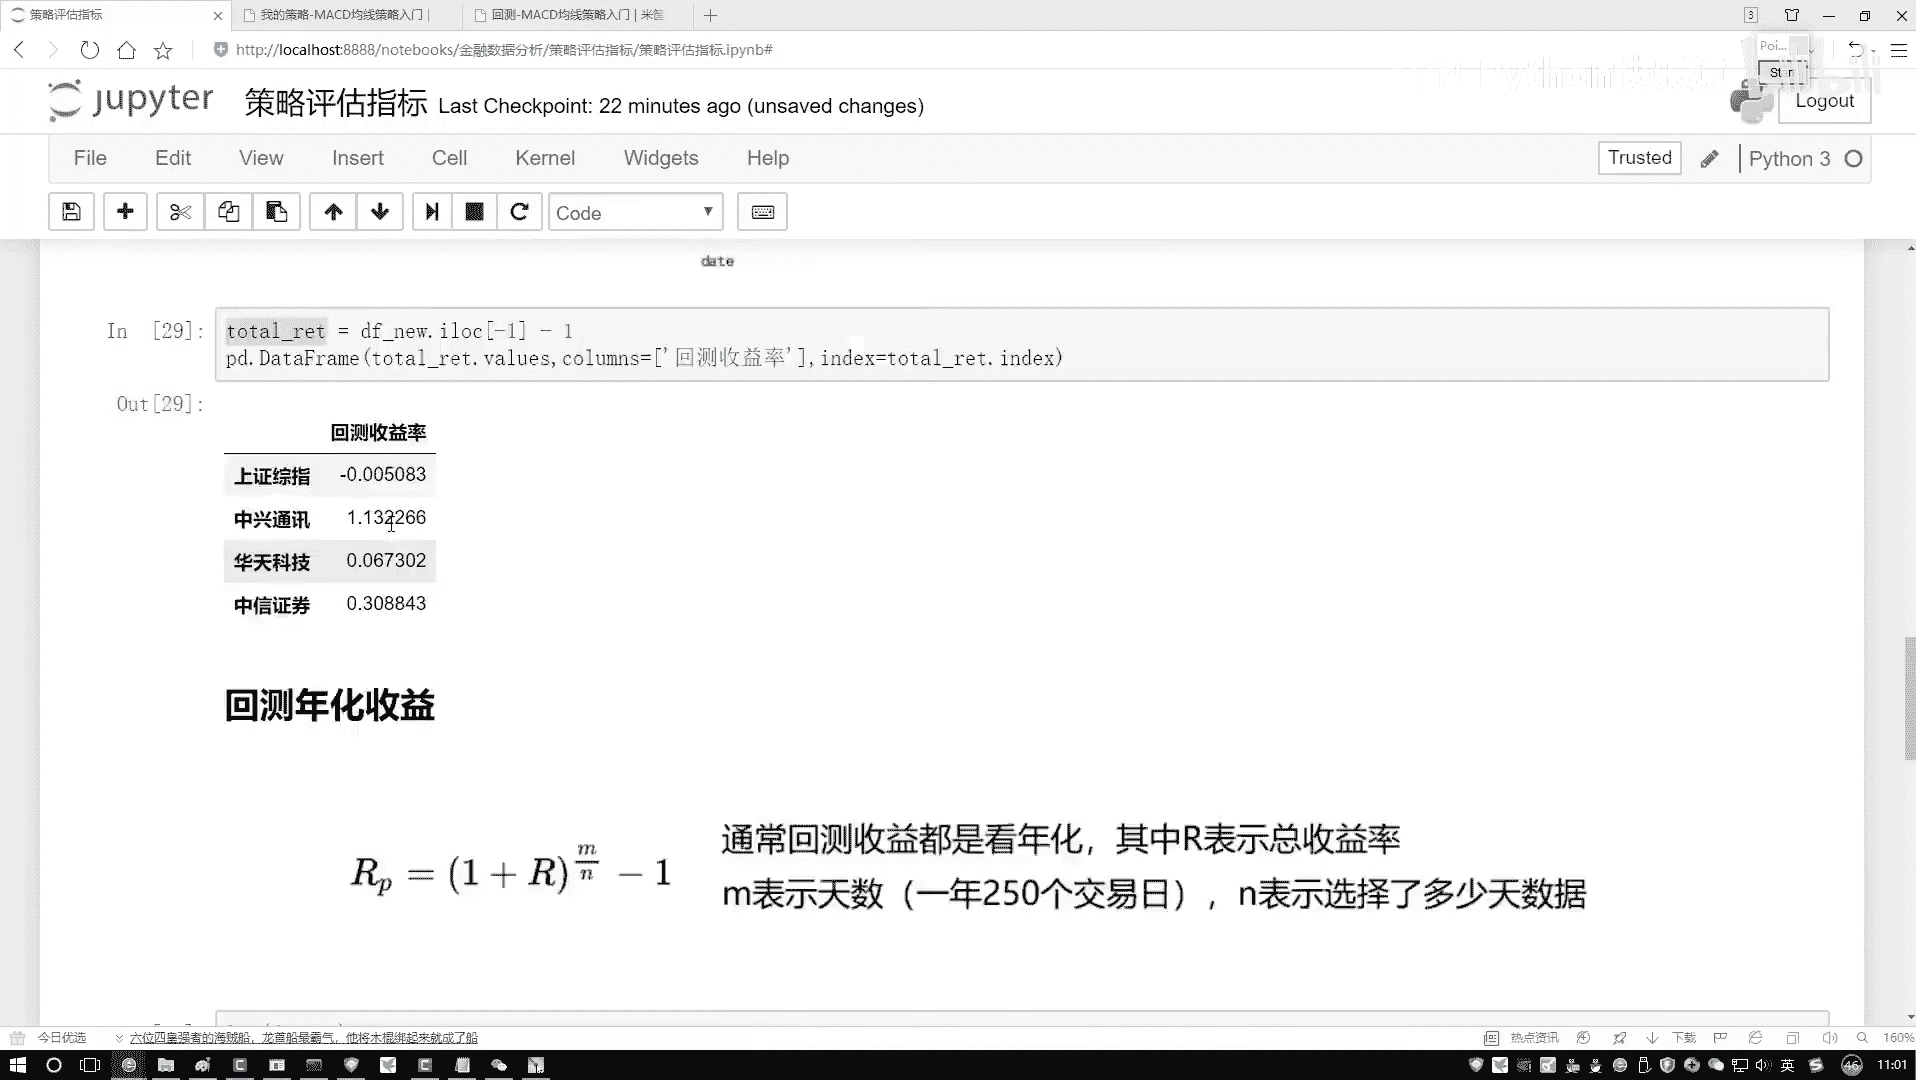 策略评估指标
我的策略-MACD均线策略入门 |
回测-MACD均线策略入门 | 米筐
3
http://localhost:8888/notebooks/金融数据分析/策略评估指标/策略评估指标.ipynb#
Poi...
jupyter 策略评估指标 Last Checkpoint: 22 minutes ago (unsaved changes)
Logout
File Edit View Insert Cell Kernel Widgets Help
Trusted
Python 3
Code
date
In [29]:
total_ret = df_new.iloc[-1] - 1
pd.DataFrame(total_ret.values,columns=['回测收益率'],index=total_ret.index)
Out[29]:
回测收益率
上证综指 -0.005083
中兴通讯 1.132266
华天科技 0.067302
中信证券 0.308843
回测年化收益
R_p = (1 + R)^{m/n} - 1
通常回测收益都是看年化，其中R表示总收益率
m表示天数（一年250个交易日），n表示选择了多少天数据
今日优选 六位四皇强者的海贼船，龙首船最霸气，他将木棍绑起来就成了船
热点资讯 下载 160%
英 46 11:01